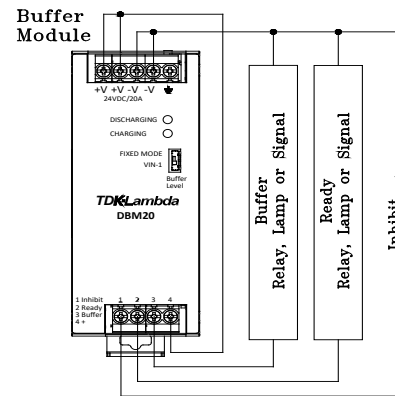 Buffer
Module
+V +V -V -V
24VDC/20A
DISCHARGING
CHARGING
FIXED MODE
VIN-1
Buffer
Level
TDK-Lambda
DBM20
1 Inhibit
2 Ready
3 Buffer
4 +
1 2 3 4
Buffer
Relay, Lamp or Signal
Ready
Relay, Lamp or Signal
Inhibit